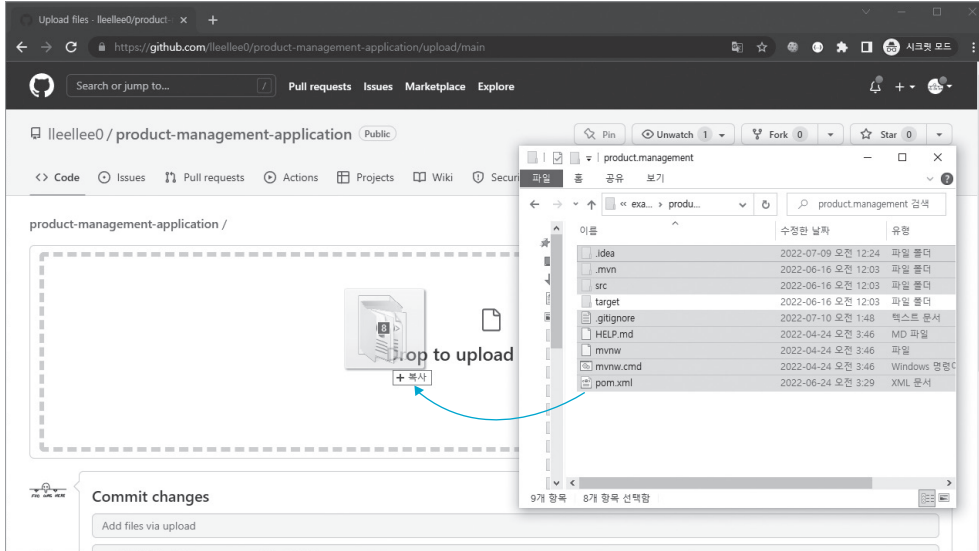 Upload files - lleellee0/product-
https://github.com/lleellee0/product-management-application/upload/main
시크릿 모드
Search or jump to...
/
Pull requests Issues Marketplace Explore
lleellee0 / product-management-application Public
Pin Unwatch 1 Fork 0 Star 0
Code Issues Pull requests Actions Projects Wiki Securi
product-management-application /
Drop to upload
8
+ 복사
product.management
파일 홈 공유 보기
« exa... › produ...
product.management 검색
이름 수정한 날짜 유형
.idea 2022-07-09 오전 12:24 파일 폴더
.mvn 2022-06-16 오전 12:03 파일 폴더
src 2022-06-16 오전 12:03 파일 폴더
target 2022-06-16 오전 12:03 파일 폴더
.gitignore 2022-07-10 오전 1:48 텍스트 문서
HELP.md 2022-04-24 오전 3:46 MD 파일
mvnw 2022-04-24 오전 3:46 파일
mvnw.cmd 2022-04-24 오전 3:46 Windows 명령어
pom.xml 2022-06-24 오전 3:29 XML 문서
9개 항목 8개 항목 선택함
Commit changes
Add files via upload